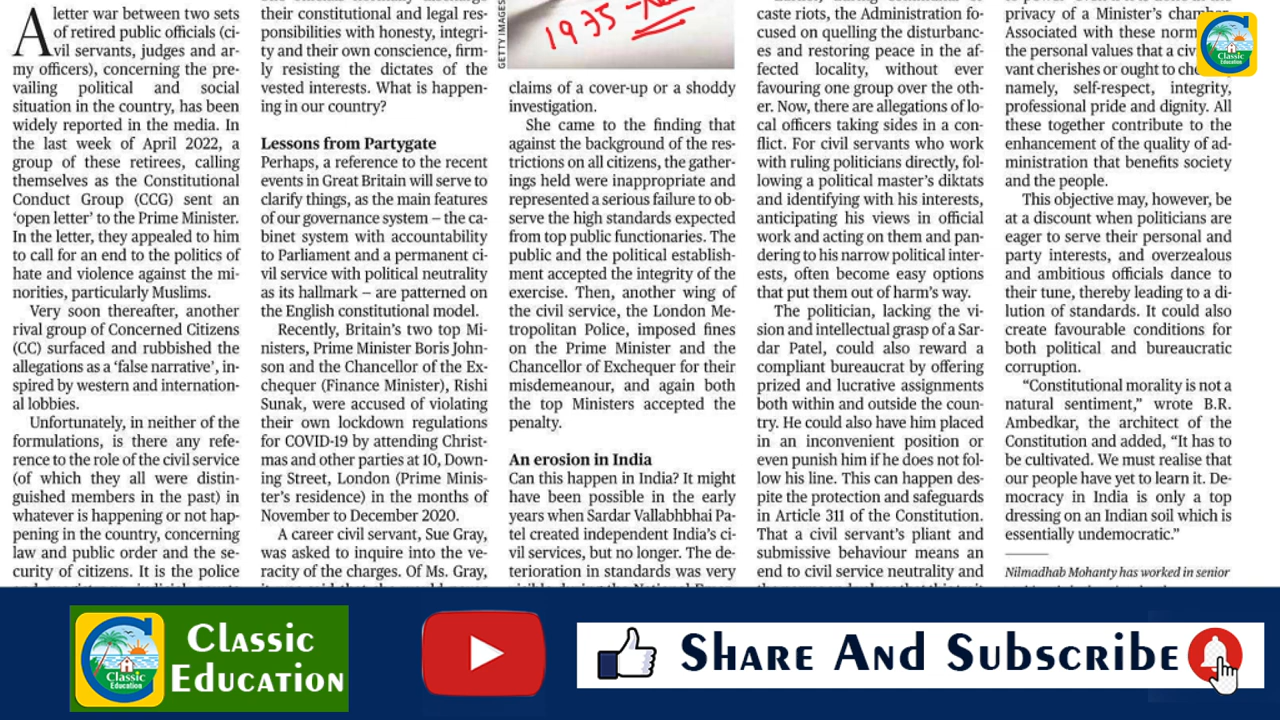 A letter war between two sets
of retired public officials (ci-
vil servants, judges and ar-
my officers), concerning the pre-
vailing political and social
situation in the country, has been
widely reported in the media. In
the last week of April 2022, a
group of these retirees, calling
themselves as the Constitutional
Conduct Group (CCG) sent an
‘open letter’ to the Prime Minister.
In the letter, they appealed to him
to call for an end to the politics of
hate and violence against the mi-
norities, particularly Muslims.
Very soon thereafter, another
rival group of Concerned Citizens
(CC) surfaced and rubbished the
allegations as a ‘false narrative’, in-
spired by western and internation-
al lobbies.
Unfortunately, in neither of the
formulations, is there any refe-
rence to the role of the civil service
(of which they all were distin-
guished members in the past) in
whatever is happening or not hap-
pening in the country, concerning
law and public order and the se-
curity of citizens. It is the police
their constitutional and legal res-
ponsibilities with honesty, integri-
ty and their own conscience, firm-
ly resisting the dictates of the
vested interests. What is happen-
ing in our country?
Lessons from Partygate
Perhaps, a reference to the recent
events in Great Britain will serve to
clarify things, as the main features
of our governance system – the ca-
binet system with accountability
to Parliament and a permanent ci-
vil service with political neutrality
as its hallmark – are patterned on
the English constitutional model.
Recently, Britain’s two top Mi-
nisters, Prime Minister Boris John-
son and the Chancellor of the Ex-
chequer (Finance Minister), Rishi
Sunak, were accused of violating
their own lockdown regulations
for COVID-19 by attending Christ-
mas and other parties at 10, Down-
ing Street, London (Prime Minis-
ter’s residence) in the months of
November to December 2020.
A career civil servant, Sue Gray,
was asked to inquire into the ve-
racity of the charges. Of Ms. Gray,
GETTY IMAGES
1935
claims of a cover-up or a shoddy
investigation.
She came to the finding that
against the background of the res-
trictions on all citizens, the gather-
ings held were inappropriate and
represented a serious failure to ob-
serve the high standards expected
from top public functionaries. The
public and the political establish-
ment accepted the integrity of the
exercise. Then, another wing of
the civil service, the London Me-
tropolitan Police, imposed fines
on the Prime Minister and the
Chancellor of Exchequer for their
misdemeanour, and again both
the top Ministers accepted the
penalty.
An erosion in India
Can this happen in India? It might
have been possible in the early
years when Sardar Vallabhbhai Pa-
tel created independent India’s ci-
vil services, but no longer. The de-
terioration in standards was very
caste riots, the Administration fo-
cused on quelling the disturbanc-
es and restoring peace in the af-
fected locality, without ever
favouring one group over the oth-
er. Now, there are allegations of lo-
cal officers taking sides in a con-
flict. For civil servants who work
with ruling politicians directly, fol-
lowing a political master’s diktats
and identifying with his interests,
anticipating his views in official
work and acting on them and pan-
dering to his narrow political inter-
ests, often become easy options
that put them out of harm’s way.
The politician, lacking the vi-
sion and intellectual grasp of a Sar-
dar Patel, could also reward a
compliant bureaucrat by offering
prized and lucrative assignments
both within and outside the coun-
try. He could also have him placed
in an inconvenient position or
even punish him if he does not fol-
low his line. This can happen des-
pite the protection and safeguards
in Article 311 of the Constitution.
That a civil servant’s pliant and
submissive behaviour means an
end to civil service neutrality and
privacy of a Minister’s
Associated with these
the personal values that a
vant cherishes or ought to
namely, self-respect, integrity,
professional pride and dignity. All
these together contribute to the
enhancement of the quality of ad-
ministration that benefits society
and the people.
This objective may, however, be
at a discount when politicians are
eager to serve their personal and
party interests, and overzealous
and ambitious officials dance to
their tune, thereby leading to a di-
lution of standards. It could also
create favourable conditions for
both political and bureaucratic
corruption.
“Constitutional morality is not a
natural sentiment,” wrote B.R.
Ambedkar, the architect of the
Constitution and added, “It has to
be cultivated. We must realise that
our people have yet to learn it. De-
mocracy in India is only a top
dressing on an Indian soil which is
essentially undemocratic.”
Nilmadhab Mohanty has worked in senior
Classic
Education
Classic
Education
Classic
Education
Share And Subscribe